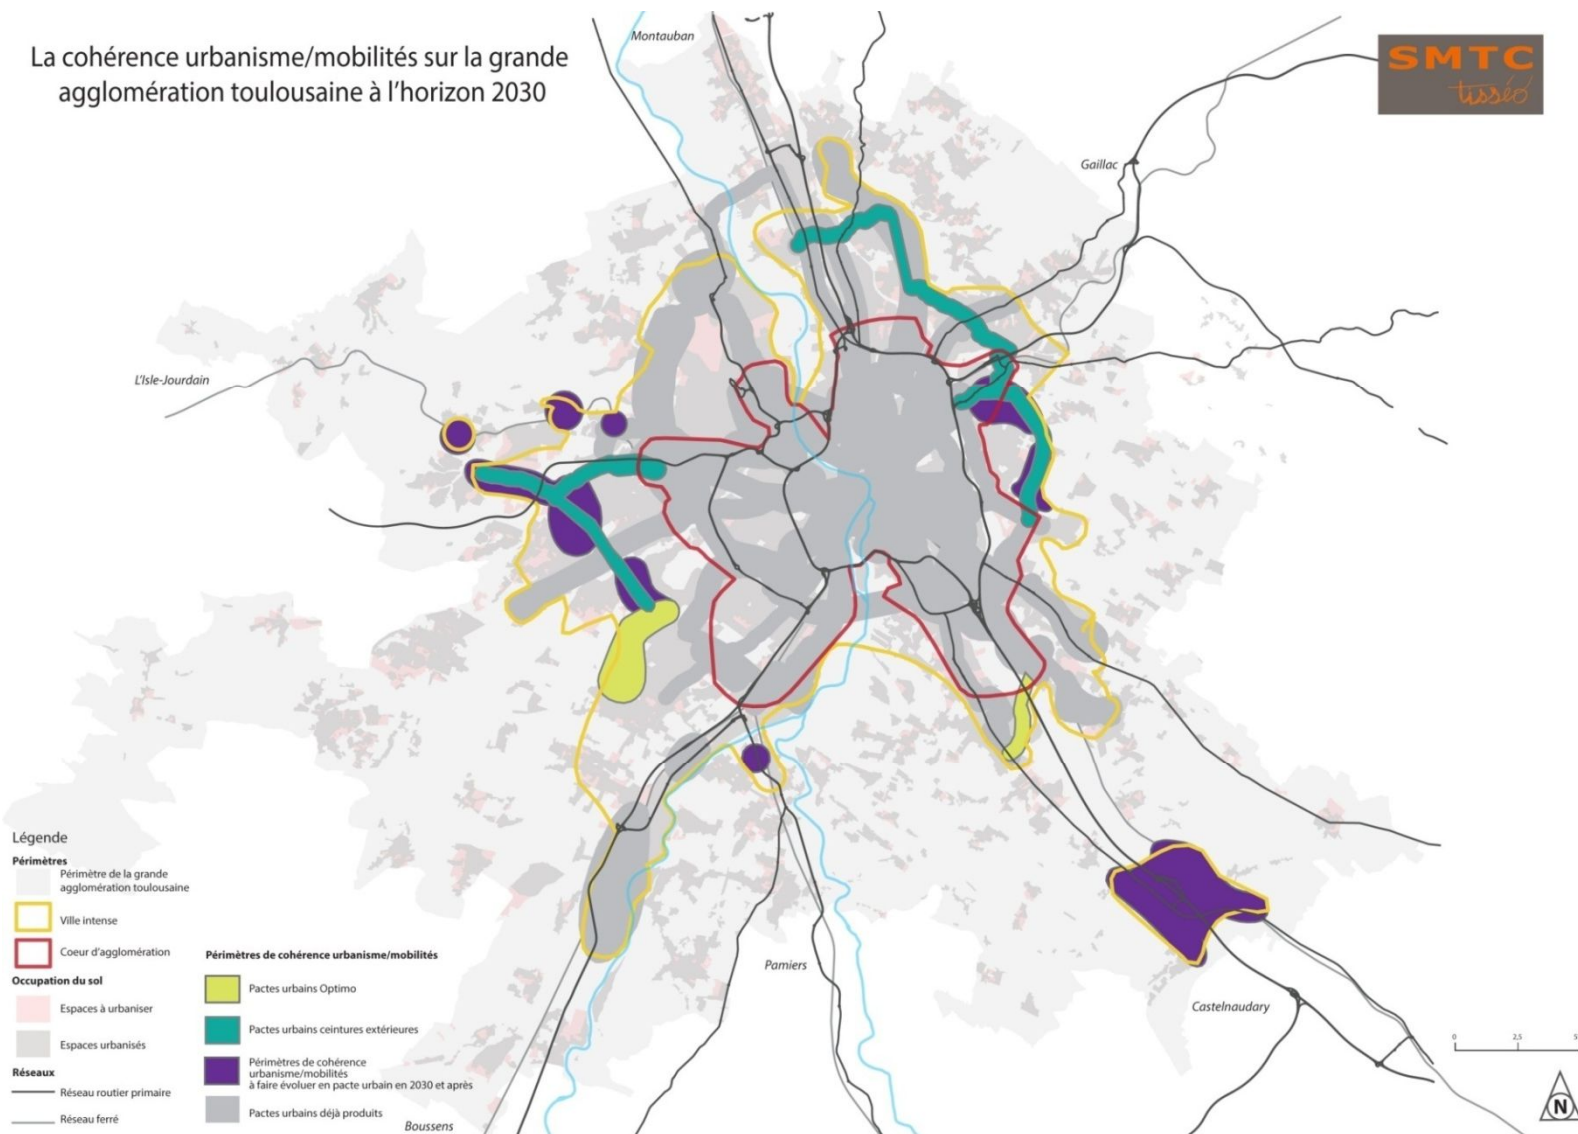 La cohérence urbanisme/mobilités sur la grande
agglomération toulousaine à l'horizon 2030
SMTC
tisséo
Montauban
Gaillac
L'Isle-Jourdain
Pamiers
Castelnaudary
Boussens
Légende
Périmètres
Périmètre de la grande
agglomération toulousaine
Ville intense
Coeur d'agglomération
Occupation du sol
Espaces à urbaniser
Espaces urbanisés
Réseaux
Réseau routier primaire
Réseau ferré
Périmètres de cohérence urbanisme/mobilités
Pactes urbains Optimo
Pactes urbains ceintures extérieures
Périmètres de cohérence
urbanisme/mobilités
à faire évoluer en pacte urbain en 2030 et après
Pactes urbains déjà produits
0 2,5 5
N